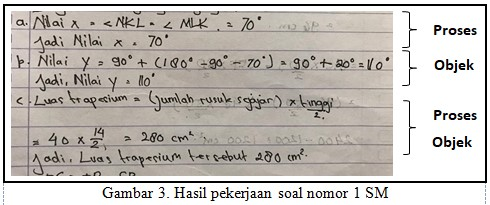 a. Nilai x = < NKL = < MLK = 70°
Jadi Nilai x = 70°
Proses
b. Nilai y = 90° + (180° - 90° - 70°) = 90° + 20° = 110°
Jadi, Nilai y = 110°
Objek
c. Luas trapesium = (jumlah rusuk sejajar) x tinggi/2
= 40 x 14/2 = 280 cm²
Jadi, Luas trapesium tersebut 280 cm².
Proses
Objek
Gambar 3. Hasil pekerjaan soal nomor 1 SM